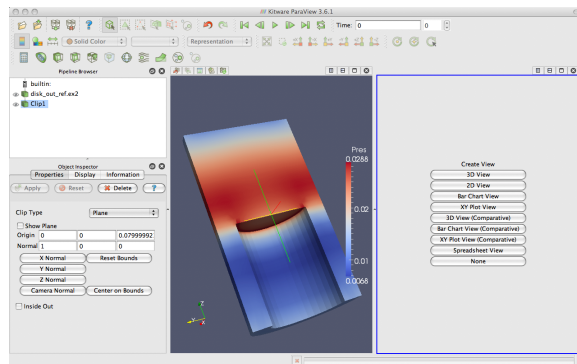 Kitware ParaView 3.6.1
Time: 0
0
Solid Color
Representation
Pipeline Browser
builtin:
disk_out_ref.ex2
Clip1
Object Inspector
Properties Display Information
Apply Reset Delete ?
Clip Type Plane
Show Plane
Origin 0 0 0.07999992
Normal 1 0 0
X Normal Reset Bounds
Y Normal
Z Normal
Camera Normal Center on Bounds
Inside Out
Pres
0.0288
0.02
0.01
0.0068
Z
Y
X
Create View
3D View
2D View
Bar Chart View
XY Plot View
3D View (Comparative)
Bar Chart View (Comparative)
XY Plot View (Comparative)
Spreadsheet View
None